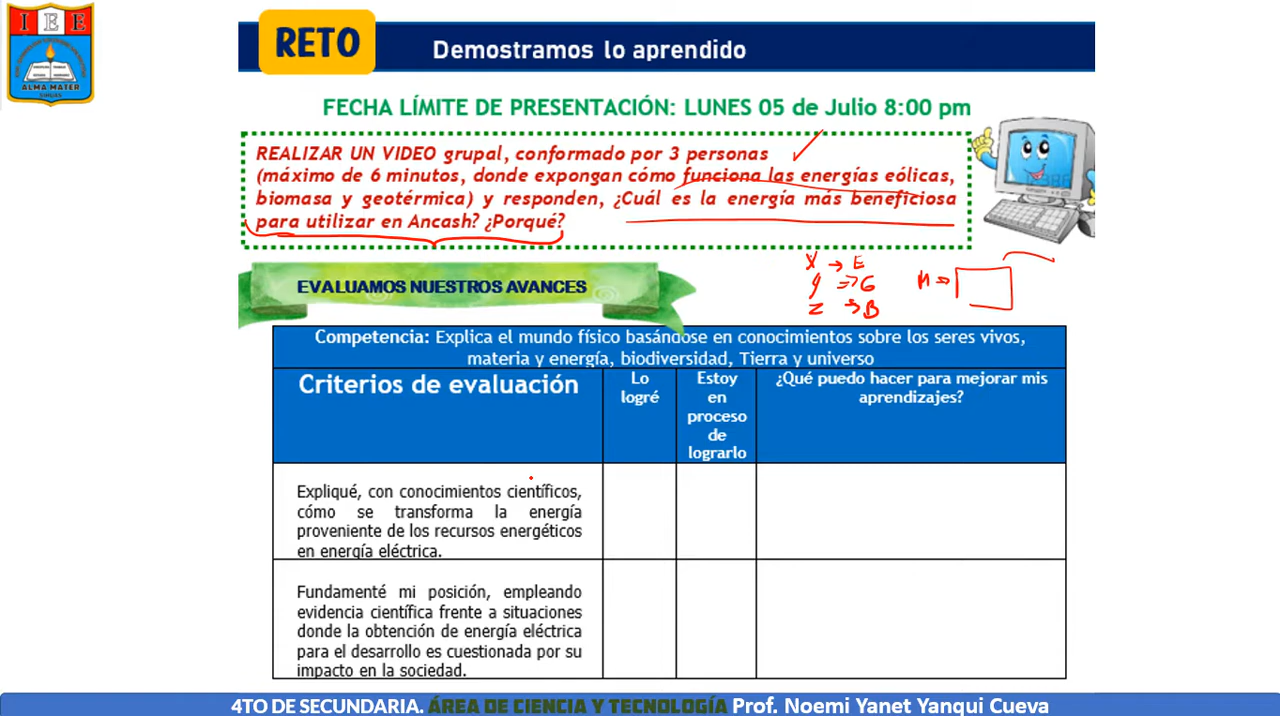 I E E
ALMA MATER
RETO
Demostramos lo aprendido
FECHA LÍMITE DE PRESENTACIÓN: LUNES 05 de Julio 8:00 pm
REALIZAR UN VIDEO grupal, conformado por 3 personas
(máximo de 6 minutos, donde expongan cómo funciona las energías eólicas,
biomasa y geotérmica) y responden, ¿Cuál es la energía más beneficiosa
para utilizar en Ancash? ¿Porqué?
X → E
y => G
z => B
M =>
EVALUAMOS NUESTROS AVANCES
Competencia: Explica el mundo físico basándose en conocimientos sobre los seres vivos,
materia y energía, biodiversidad, Tierra y universo
Criterios de evaluación
Lo
logré
Estoy
en
proceso
de
lograrlo
¿Qué puedo hacer para mejorar mis
aprendizajes?
Expliqué, con conocimientos científicos,
cómo se transforma la energía
proveniente de los recursos energéticos
en energía eléctrica.
Fundamenté mi posición, empleando
evidencia científica frente a situaciones
donde la obtención de energía eléctrica
para el desarrollo es cuestionada por su
impacto en la sociedad.
4TO DE SECUNDARIA. ÁREA DE CIENCIA Y TECNOLOGÍA Prof. Noemi Yanet Yanqui Cueva